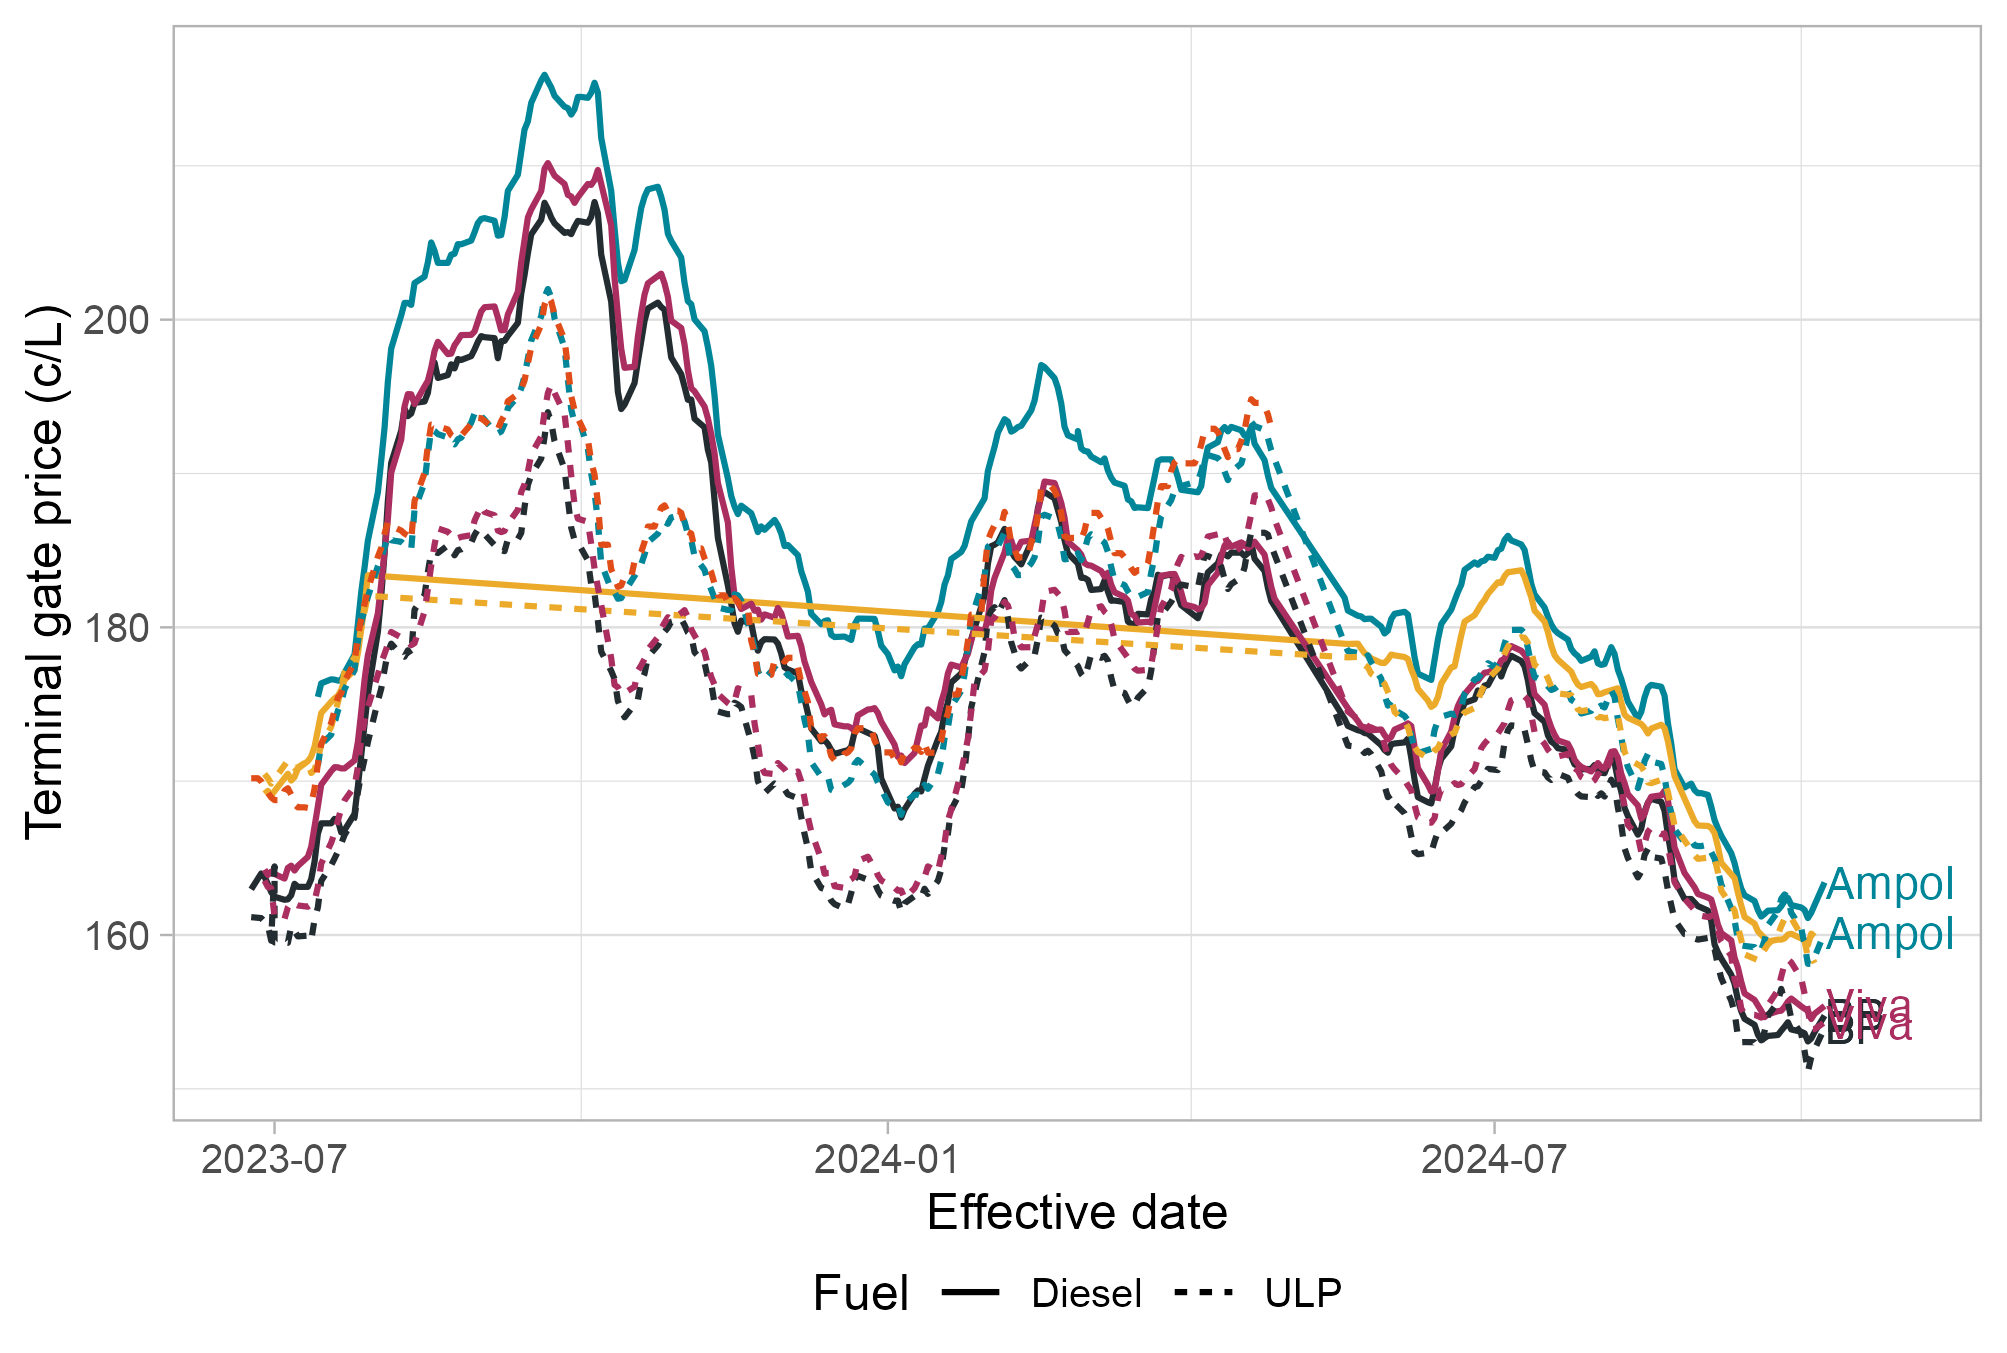 Terminal gate price (c/L)
200
180
160
Ampol
Ampol
Viva
BP
Viva
2023-07
2024-01
2024-07
Effective date
Fuel
Diesel
ULP